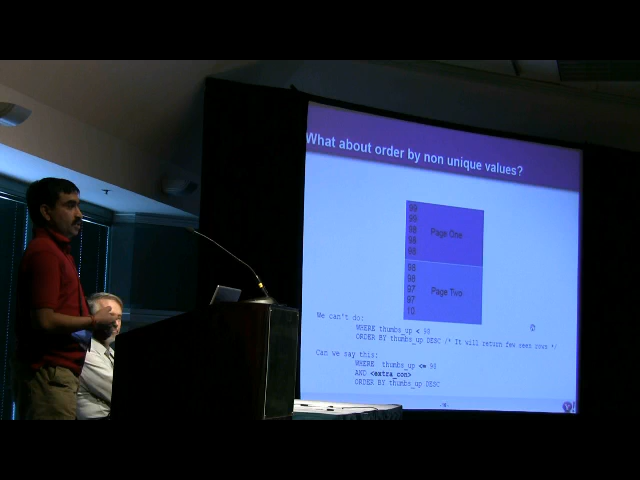 What about order by non unique values?
99
99
98
98
98
Page One
98
98
97
97
10
Page Two
We can't do:
WHERE thumbs_up < 98
ORDER BY thumbs_up DESC /* It will return few seen rows */
Can we say this:
WHERE thumbs_up <= 98
AND <extra_con>
ORDER BY thumbs_up DESC